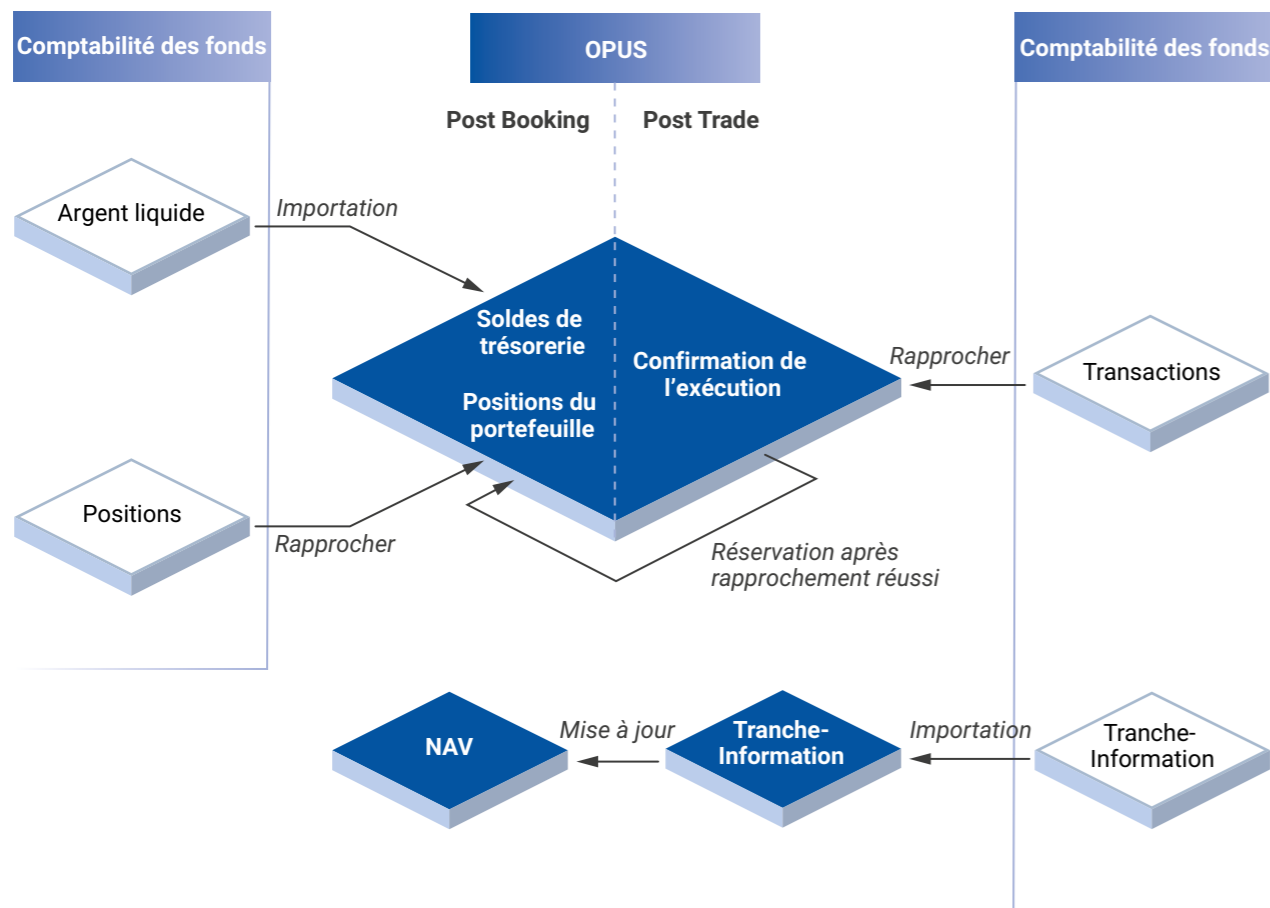 Comptabilité des fonds
OPUS
Comptabilité des fonds
Post Booking
Post Trade
Argent liquide
Importation
Soldes de
trésorerie
Positions du
portefeuille
Confirmation de
l’exécution
Rapprocher
Transactions
Positions
Rapprocher
Réservation après
rapprochement réussi
NAV
Mise à jour
Tranche-
Information
Importation
Tranche-
Information